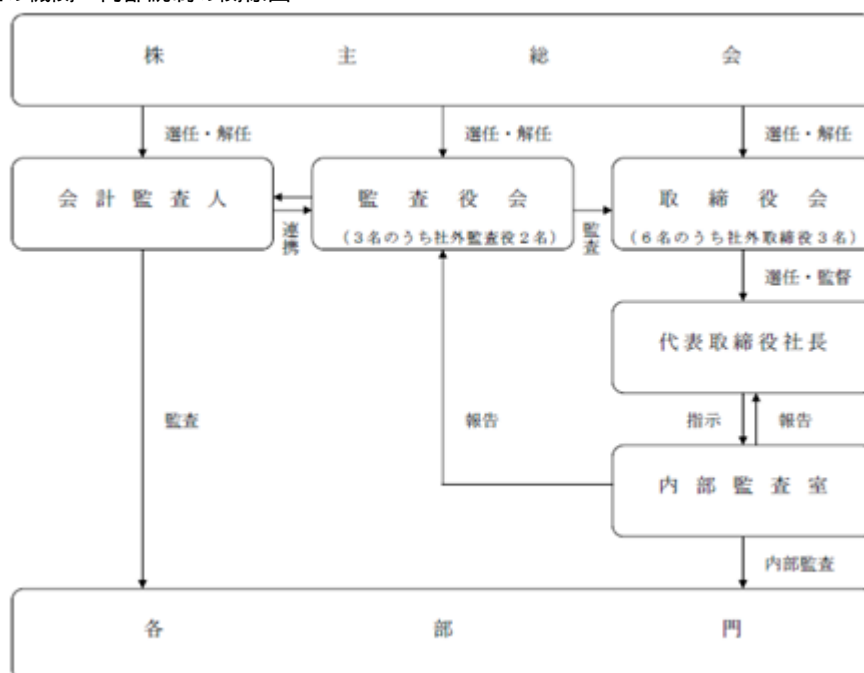 株主総会
選任・解任 選任・解任 選任・解任
会計監査人 監査役会 取締役会
(3名のうち社外監査役2名) (6名のうち社外取締役3名)
連携 監査
選任・監督
代表取締役社長
監査 報告 指示 報告
内部監査室
内部監査
各部門